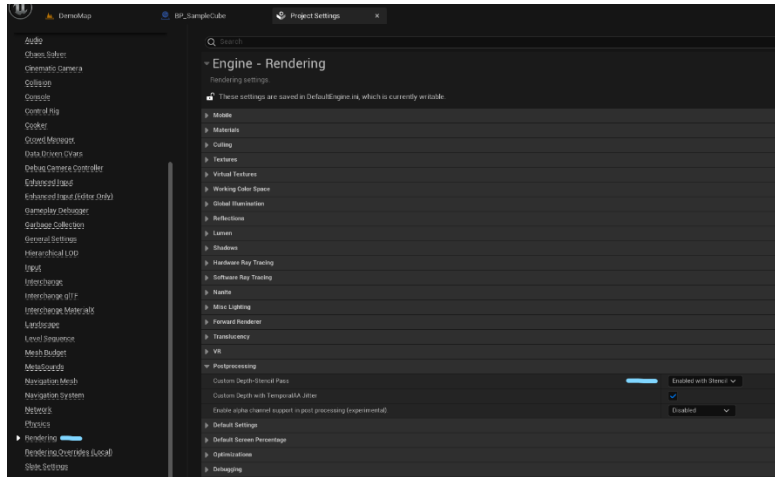 DemoMap
BP_SampleCube
Project Settings
Audio
Chaos Solver
Cinematic Camera
Collision
Console
Control Rig
Cooker
Crowd Manager
Data Driven CVars
Debug Camera Controller
Enhanced Input
Enhanced Input (Editor Only)
Gameplay Debugger
Garbage Collection
General Settings
Hierarchical LOD
Input
Interchange
Interchange glTF
Interchange MaterialX
Landscape
Level Sequence
Mesh Budget
MetaSounds
Navigation Mesh
Navigation System
Network
Physics
Rendering
Rendering Overrides (Local)
Slate Settings
Search
Engine - Rendering
Rendering settings.
These settings are saved in DefaultEngine.ini, which is currently writable.
Mobile
Materials
Culling
Textures
Virtual Textures
Working Color Space
Global Illumination
Reflections
Lumen
Shadows
Hardware Ray Tracing
Software Ray Tracing
Nanite
Misc Lighting
Forward Renderer
Translucency
VR
Postprocessing
Custom Depth-Stencil Pass Enabled with Stencil
Custom Depth with TemporalAA Jitter
Enable alpha channel support in post processing (experimental) Disabled
Default Settings
Default Screen Percentage
Optimizations
Debugging